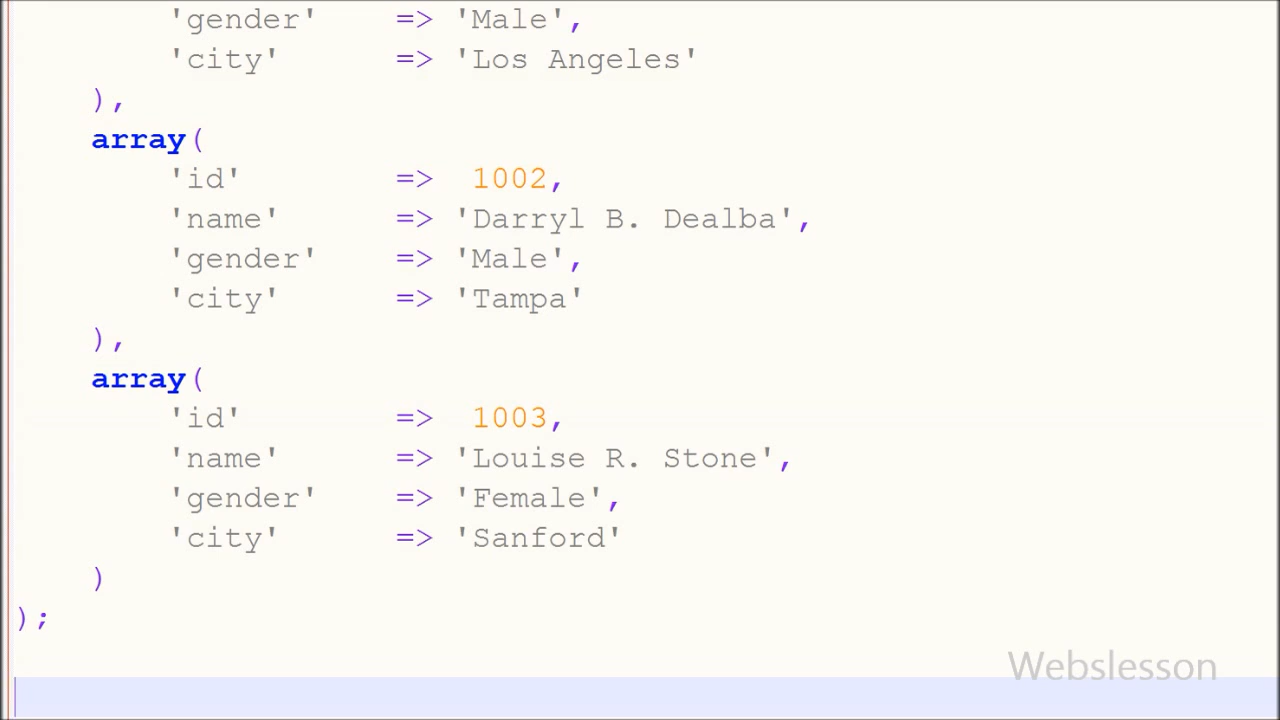 'gender' => 'Male',
'city' => 'Los Angeles'
),
array(
'id' => 1002,
'name' => 'Darryl B. Dealba',
'gender' => 'Male',
'city' => 'Tampa'
),
array(
'id' => 1003,
'name' => 'Louise R. Stone',
'gender' => 'Female',
'city' => 'Sanford'
)
);
Webslesson